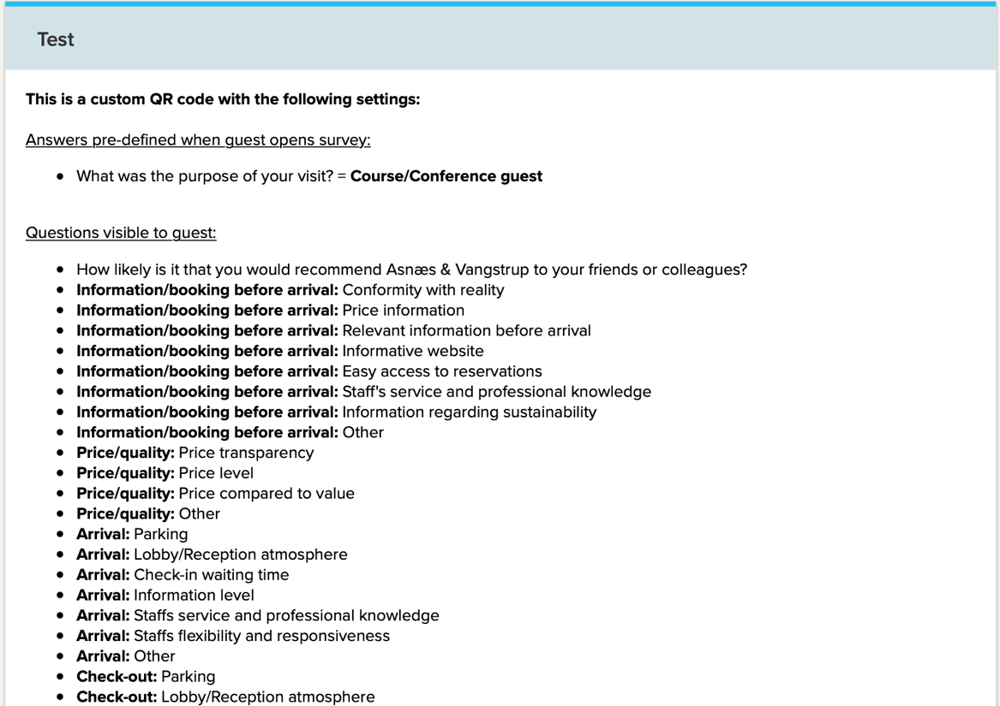 Test
This is a custom QR code with the following settings:
Answers pre-defined when guest opens survey:
• What was the purpose of your visit? = Course/Conference guest
Questions visible to guest:
• How likely is it that you would recommend Asnæs & Vangstrup to your friends or colleagues?
• Information/booking before arrival: Conformity with reality
• Information/booking before arrival: Price information
• Information/booking before arrival: Relevant information before arrival
• Information/booking before arrival: Informative website
• Information/booking before arrival: Easy access to reservations
• Information/booking before arrival: Staff's service and professional knowledge
• Information/booking before arrival: Information regarding sustainability
• Information/booking before arrival: Other
• Price/quality: Price transparency
• Price/quality: Price level
• Price/quality: Price compared to value
• Price/quality: Other
• Arrival: Parking
• Arrival: Lobby/Reception atmosphere
• Arrival: Check-in waiting time
• Arrival: Information level
• Arrival: Staffs service and professional knowledge
• Arrival: Staffs flexibility and responsiveness
• Arrival: Other
• Check-out: Parking
• Check-out: Lobby/Reception atmosphere